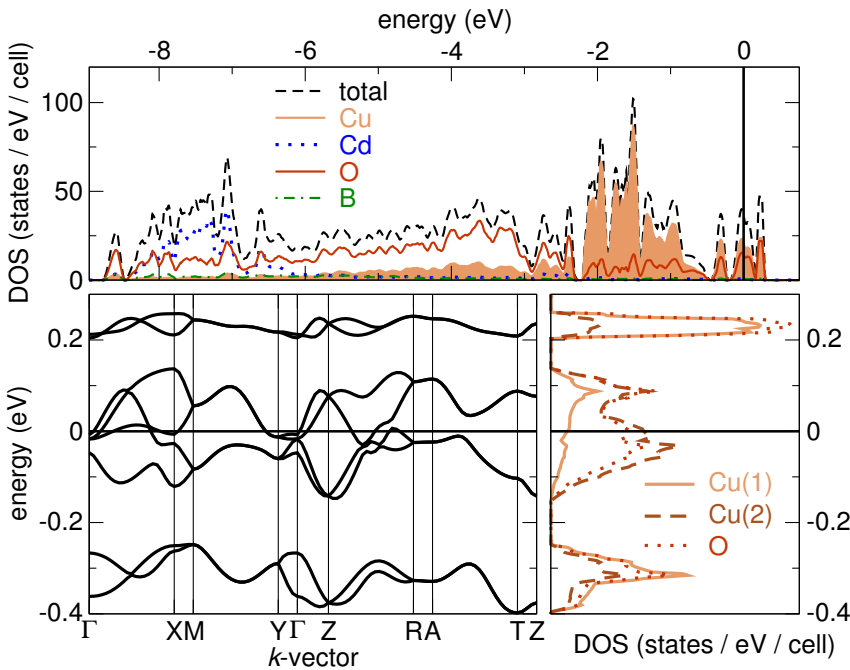 energy (eV)
-8 -6 -4 -2 0
DOS (states / eV / cell)
100
50
0
total
Cu
Cd
O
B
energy (eV)
0.2
0
-0.2
-0.4
Γ X M Y Γ Z R A T Z
k-vector
Cu(1)
Cu(2)
O
0.2
0
-0.2
-0.4
DOS (states / eV / cell)